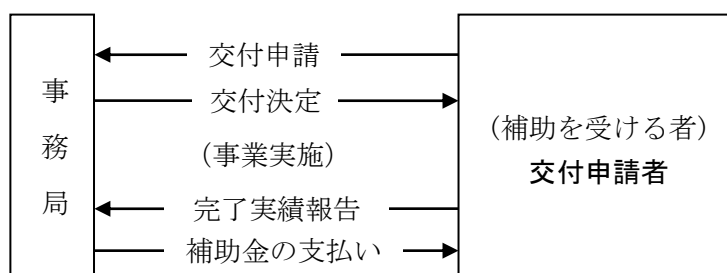 事務局
交付申請
交付決定
(事業実施)
完了実績報告
補助金の支払い
(補助を受ける者)
交付申請者